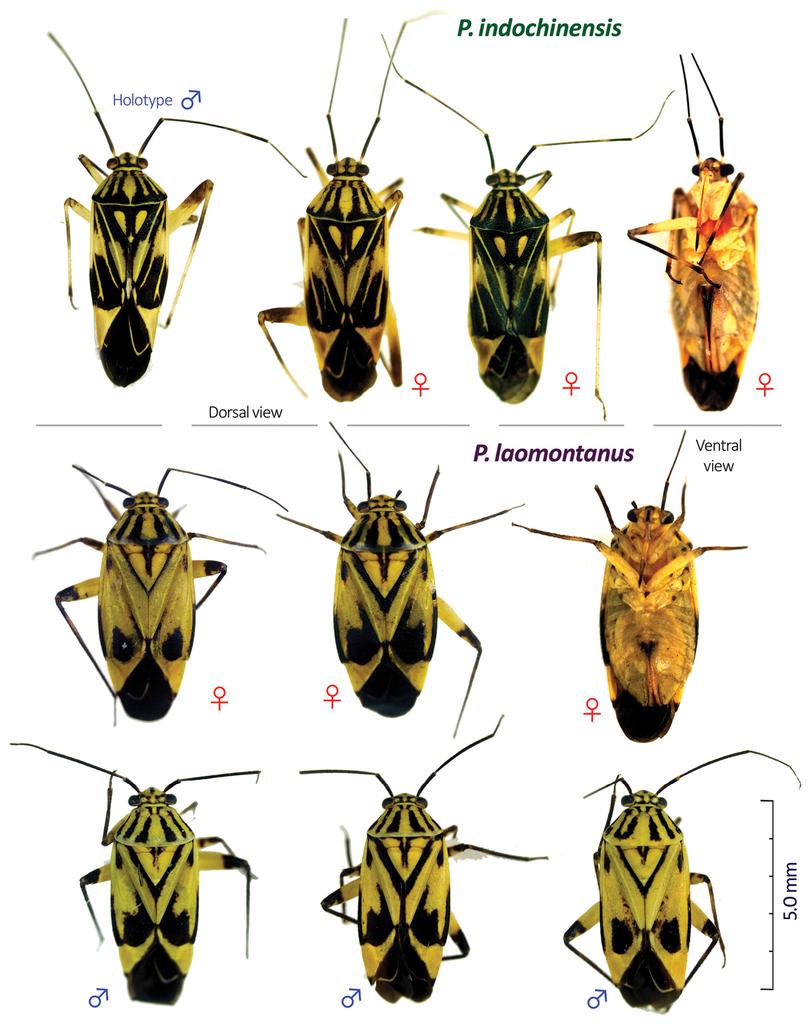 P. indochinensis
Holotype ♂
♀
♀
♀
Dorsal view
P. laomontanus
Ventral
view
♀
♀
♀
5.0 mm
♂
♂
♂